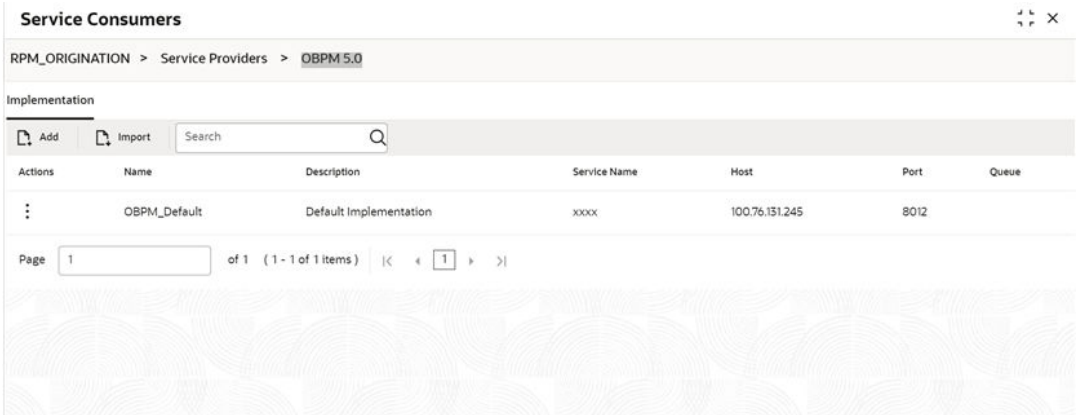 Service Consumers
RPM_ORIGINATION > Service Providers > OBPM 5.0
Implementation
Add Import Search
Actions Name Description Service Name Host Port Queue
OBPM_Default Default Implementation xxxx 100.76.131.245 8012
Page 1 of 1 ( 1 - 1 of 1 items ) 1